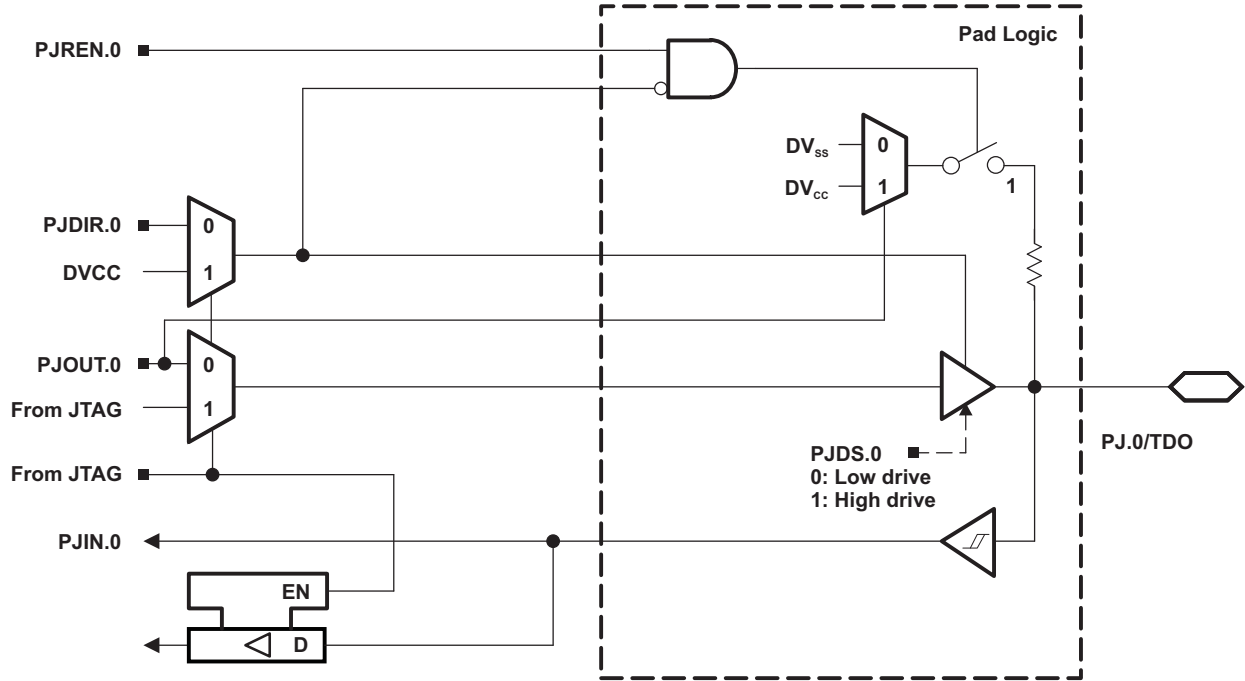 Pad Logic
PJREN.0
DVss
0
DVcc
1
1
PJDIR.0
0
DVCC
1
PJOUT.0
0
From JTAG
1
PJDS.0
0: Low drive
1: High drive
PJ.0/TDO
From JTAG
PJIN.0
EN
D